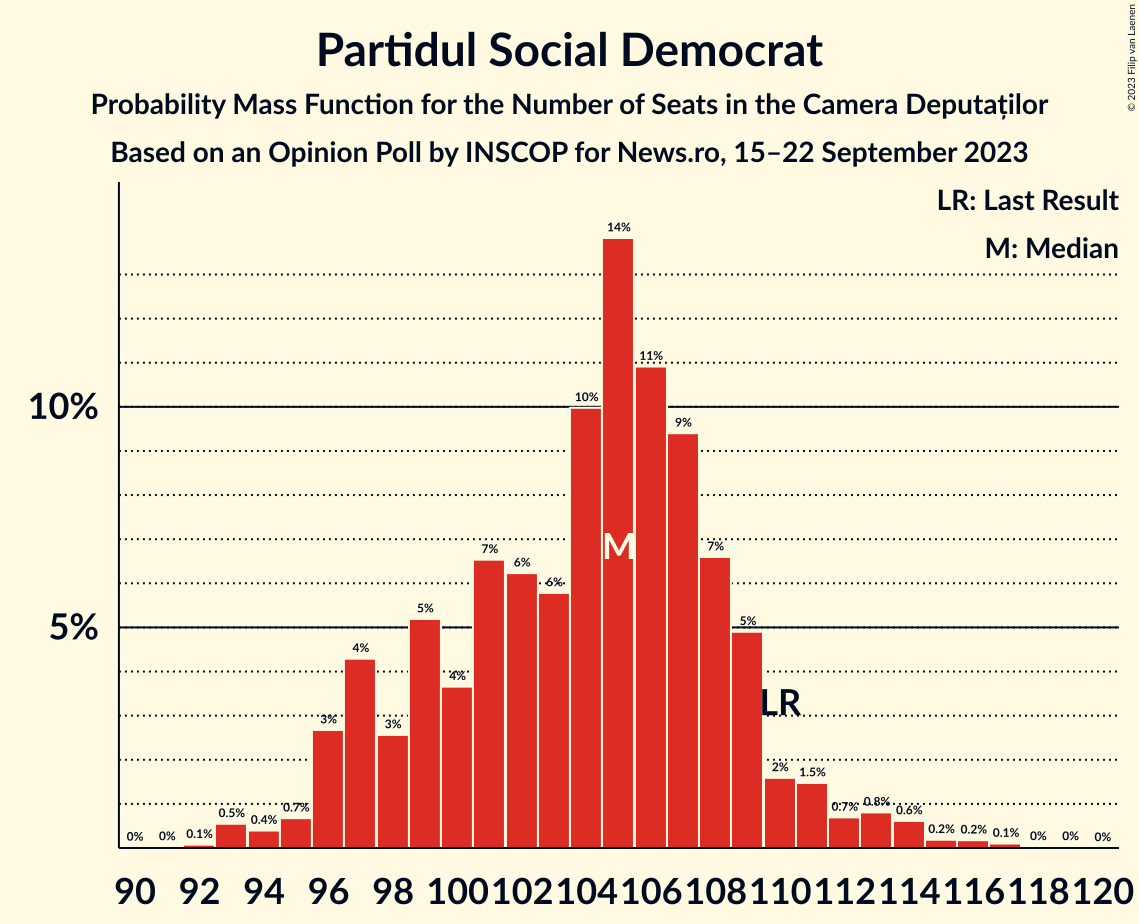 © 2023 Filip van Laenen
Partidul Social Democrat
Probability Mass Function for the Number of Seats in the Camera Deputaților
Based on an Opinion Poll by INSCOP for News.ro, 15–22 September 2023
LR: Last Result
M: Median
10%
5%
0% 0% 0.1% 0.5% 0.4% 0.7% 3% 4% 3% 5% 4% 7% 6% 6% 10% 14% 11% 9% 7% 5% 2% 1.5% 0.7% 0.8% 0.6% 0.2% 0.2% 0.1% 0% 0% 0%
M
LR
90 92 94 96 98 100 102 104 106 108 110 112 114 116 118 120